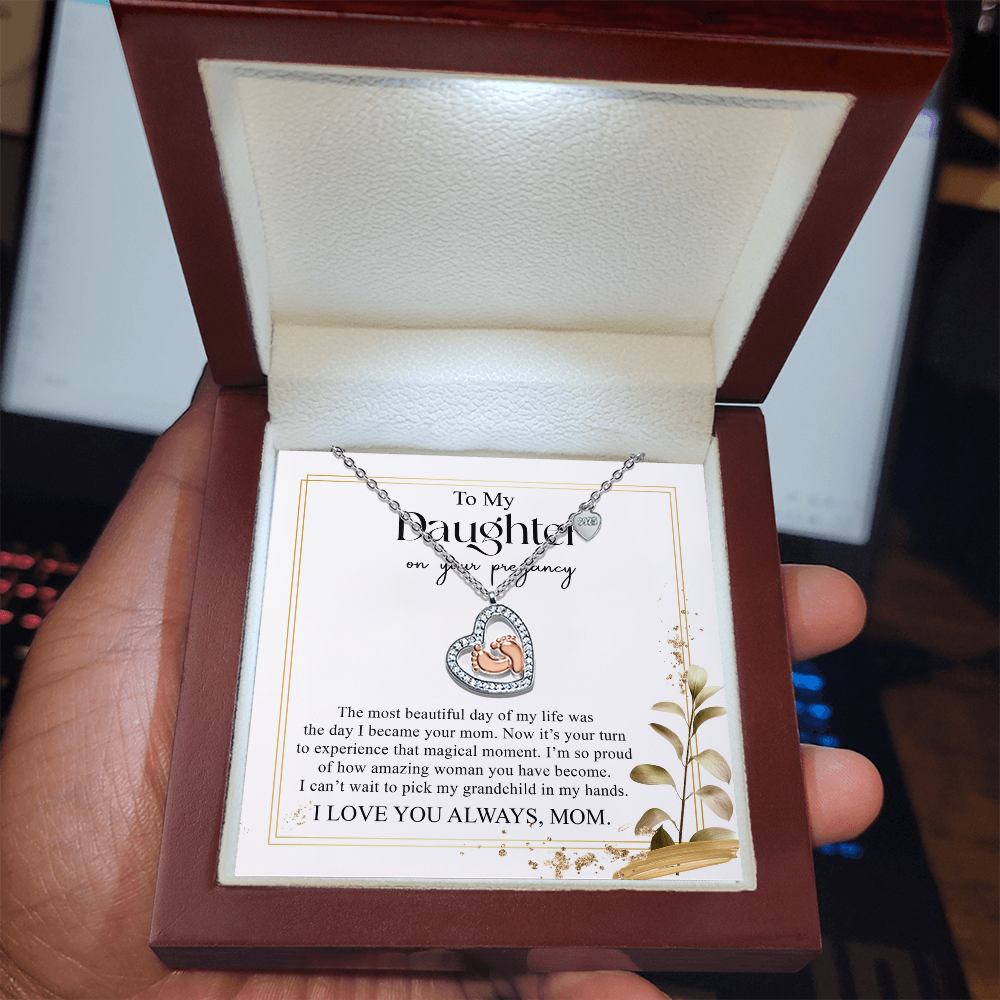 To My
Daughter
on your pregancy
The most beautiful day of my life was
the day I became your mom. Now it's your turn
to experience that magical moment. I'm so proud
of how amazing woman you have become.
I can't wait to pick my grandchild in my hands.
I LOVE YOU ALWAYS, MOM.